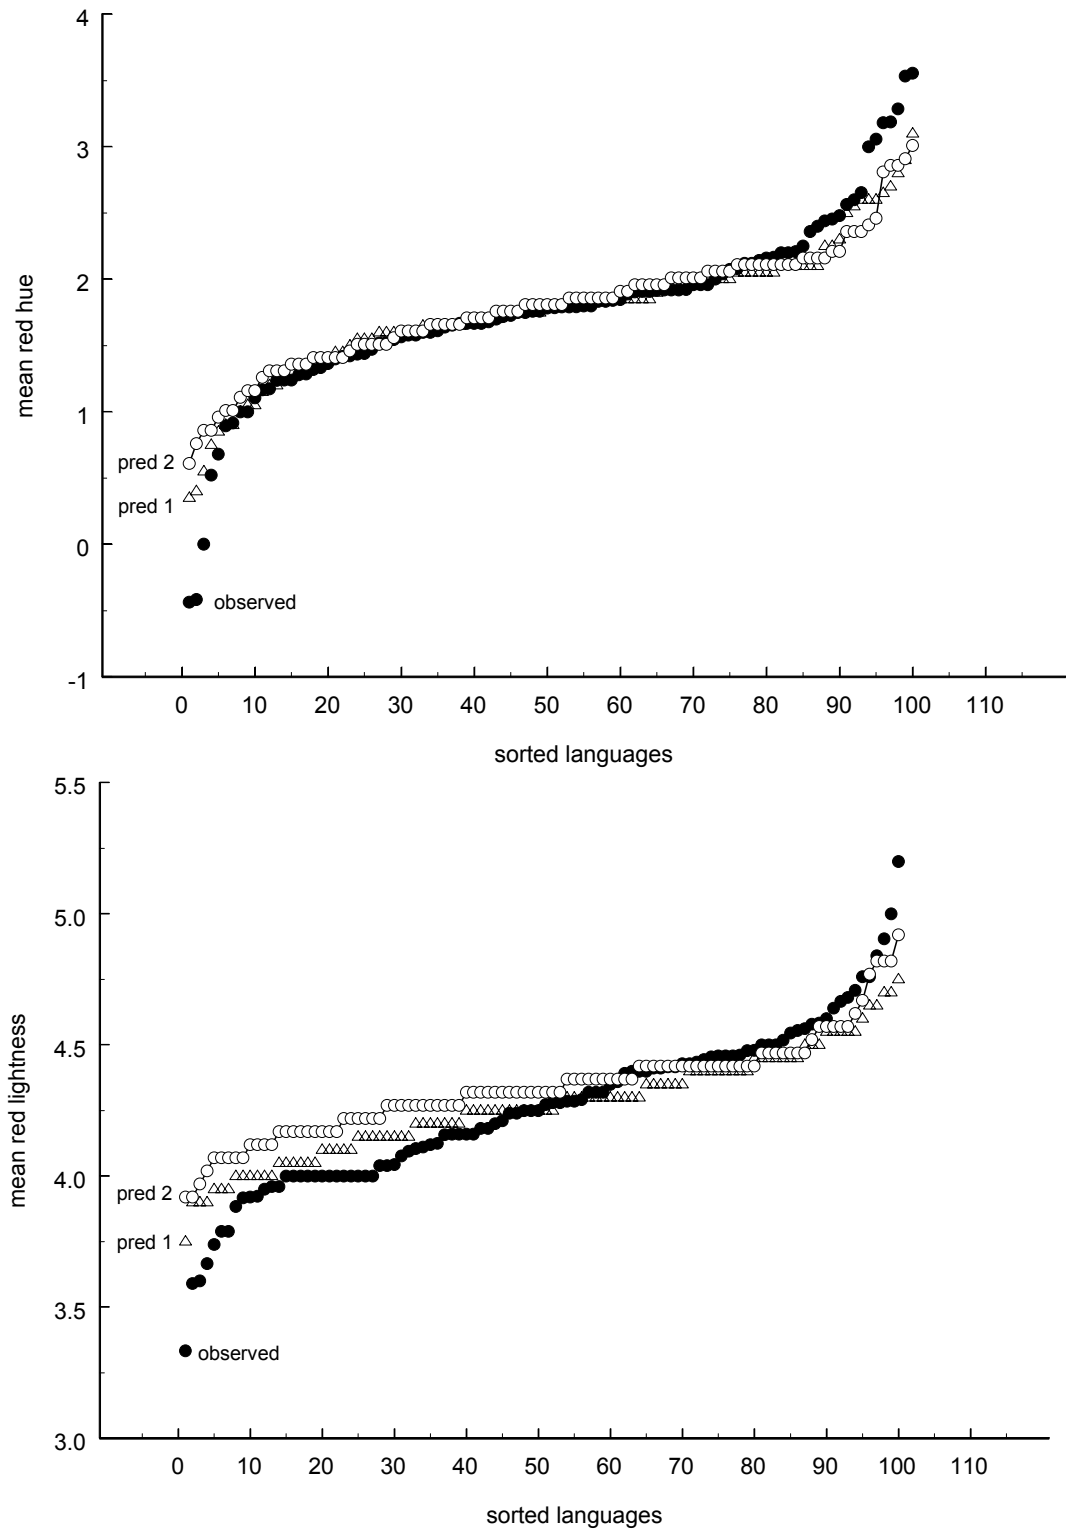 4
3
2
1
0
-1
mean red hue
pred 2
pred 1
observed
0 10 20 30 40 50 60 70 80 90 100 110
sorted languages
5.5
5.0
4.5
4.0
3.5
3.0
mean red lightness
pred 2
pred 1
observed
0 10 20 30 40 50 60 70 80 90 100 110
sorted languages